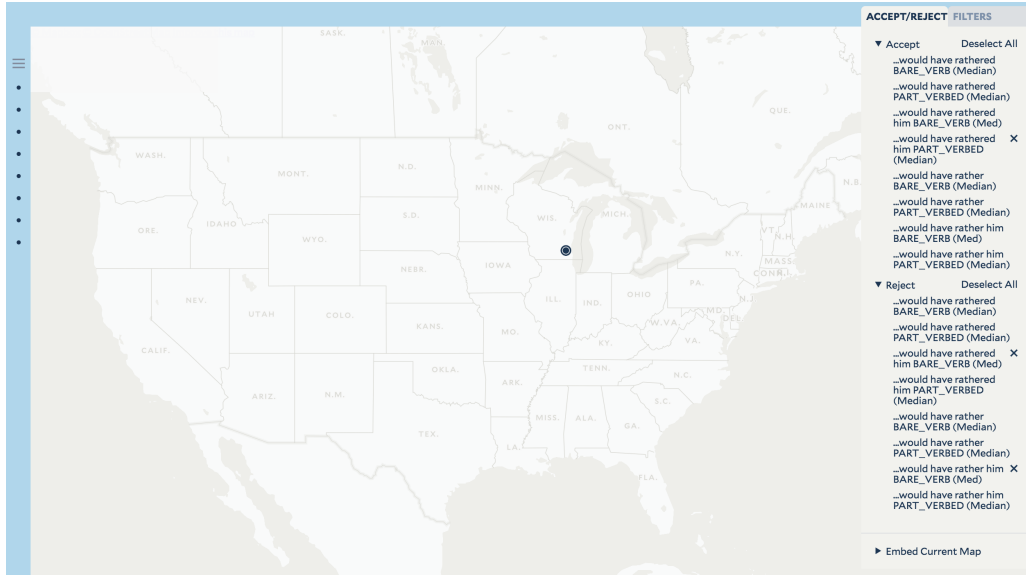 SASK.
MAN.
QUE.
ONT.
WASH.
N.D.
MONT.
MINN.
N.B.
MAINE
S.D.
WIS.
MICH.
IDAHO
ORE.
WYO.
VT.
N.H.
N.Y.
MASS
CONN.
R.I.
IOWA
NEBR.
PA.
OHIO
N.J.
NEV.
ILL.
IND.
MD.
DEL
UTAH
COLO.
W.VA.
KANS.
MO.
VA.
KY.
CALIF.
TENN.
OKLA.
N.C.
ARK.
ARIZ.
N.M.
S.C.
MISS.
ALA.
GA.
TEX.
LA.
FLA.
ACCEPT/REJECT FILTERS
▼ Accept Deselect All
...would have rathered
BARE_VERB (Median)
...would have rathered
PART_VERBED (Median)
...would have rathered
him BARE_VERB (Med)
...would have rathered ×
him PART_VERBED
(Median)
...would have rather
BARE_VERB (Median)
...would have rather
PART_VERBED (Median)
...would have rather him
BARE_VERB (Med)
...would have rather him
PART_VERBED (Median)
▼ Reject Deselect All
...would have rathered
BARE_VERB (Median)
...would have rathered
PART_VERBED (Median)
...would have rathered ×
him BARE_VERB (Med)
...would have rathered
him PART_VERBED
(Median)
...would have rather
BARE_VERB (Median)
...would have rather
PART_VERBED (Median)
...would have rather him ×
BARE_VERB (Med)
...would have rather him
PART_VERBED (Median)
▶ Embed Current Map